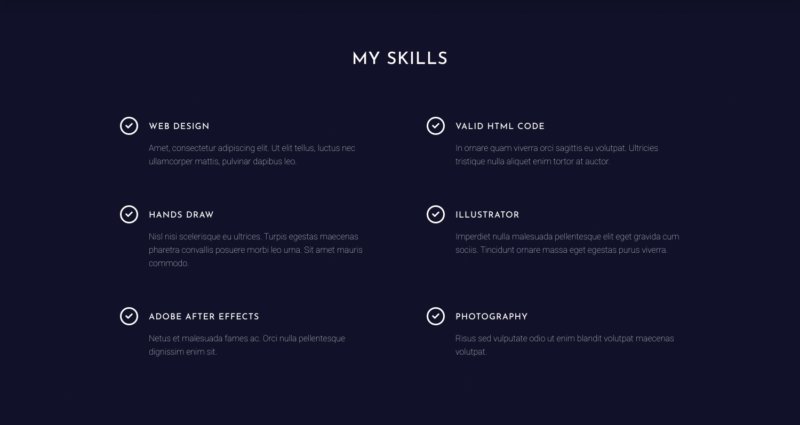 MY SKILLS
WEB DESIGN
Amet, consectetur adipiscing elit. Ut elit tellus, luctus nec
ullamcorper mattis, pulvinar dapibus leo.
VALID HTML CODE
In ornare quam viverra orci sagittis eu volutpat. Ultricies
tristique nulla aliquet enim tortor at auctor.
HANDS DRAW
Nisl nisi scelerisque eu ultrices. Turpis egestas maecenas
pharetra convallis posuere morbi leo urna. Sit amet mauris
commodo.
ILLUSTRATOR
Imperdiet nulla malesuada pellentesque elit eget gravida cum
sociis. Tincidunt ornare massa eget egestas purus viverra.
ADOBE AFTER EFFECTS
Netus et malesuada fames ac. Orci nulla pellentesque
dignissim enim sit.
PHOTOGRAPHY
Risus sed vulputate odio ut enim blandit volutpat maecenas
volutpat.